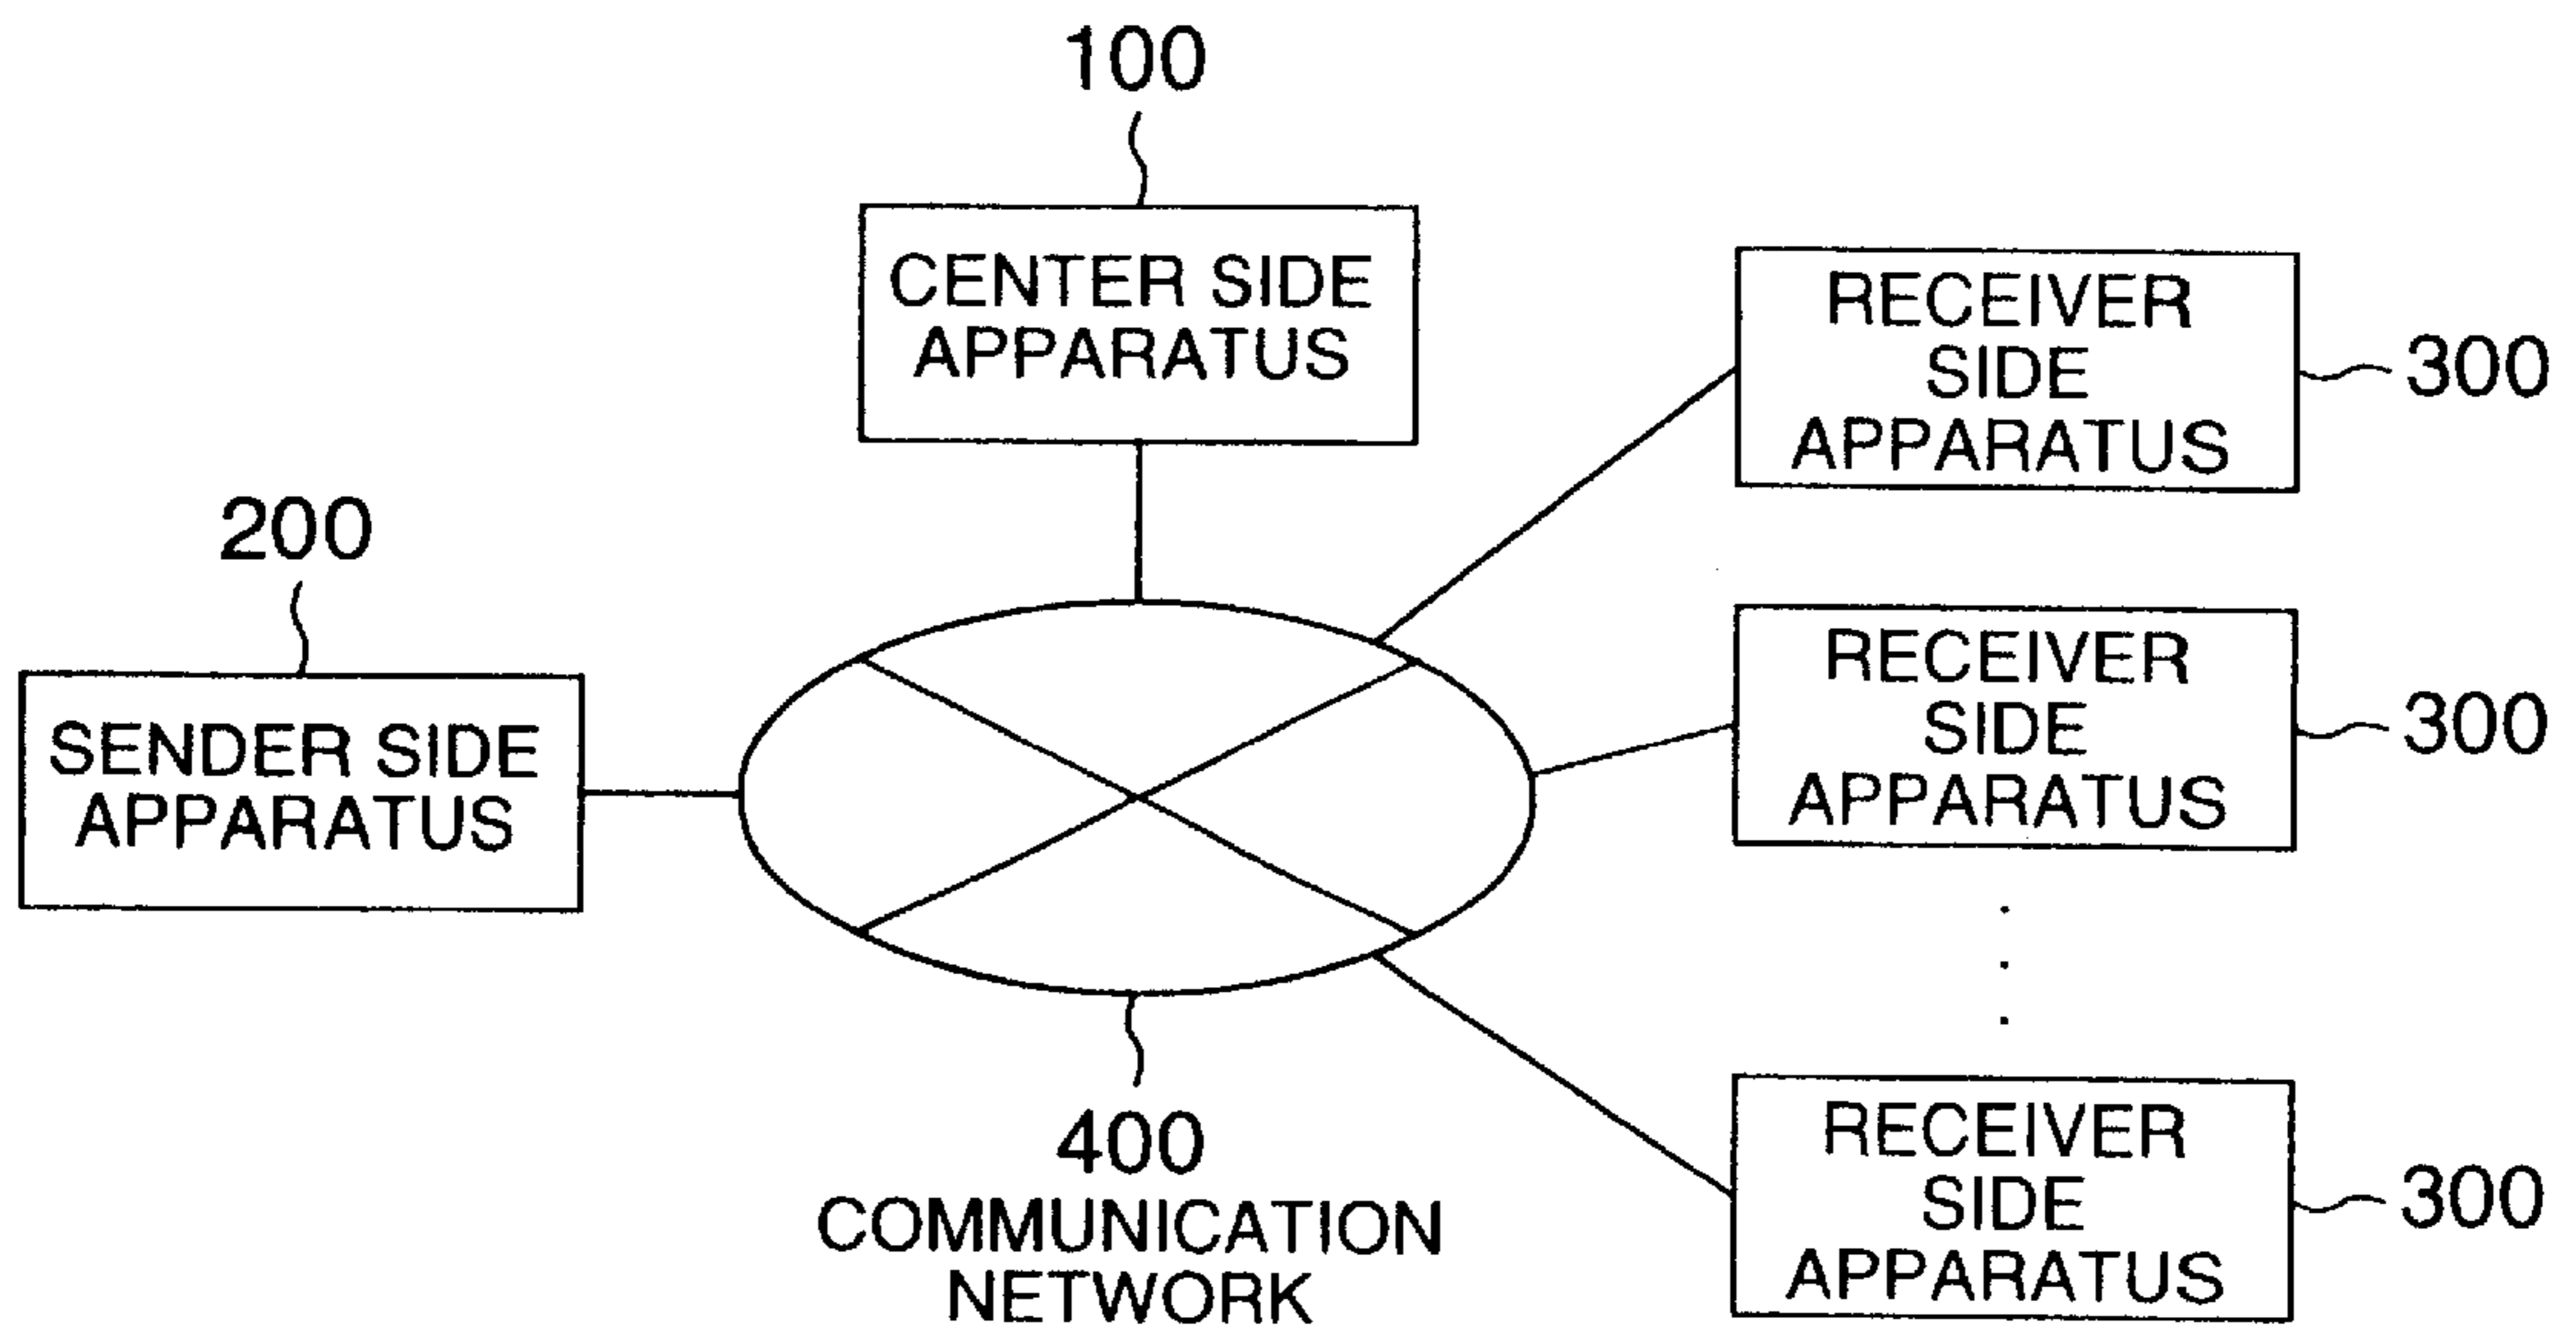 100
CENTER SIDE
APPARATUS
200
SENDER SIDE
APPARATUS
RECEIVER
SIDE
APPARATUS
300
RECEIVER
SIDE
APPARATUS
300
RECEIVER
SIDE
APPARATUS
300
400
COMMUNICATION
NETWORK